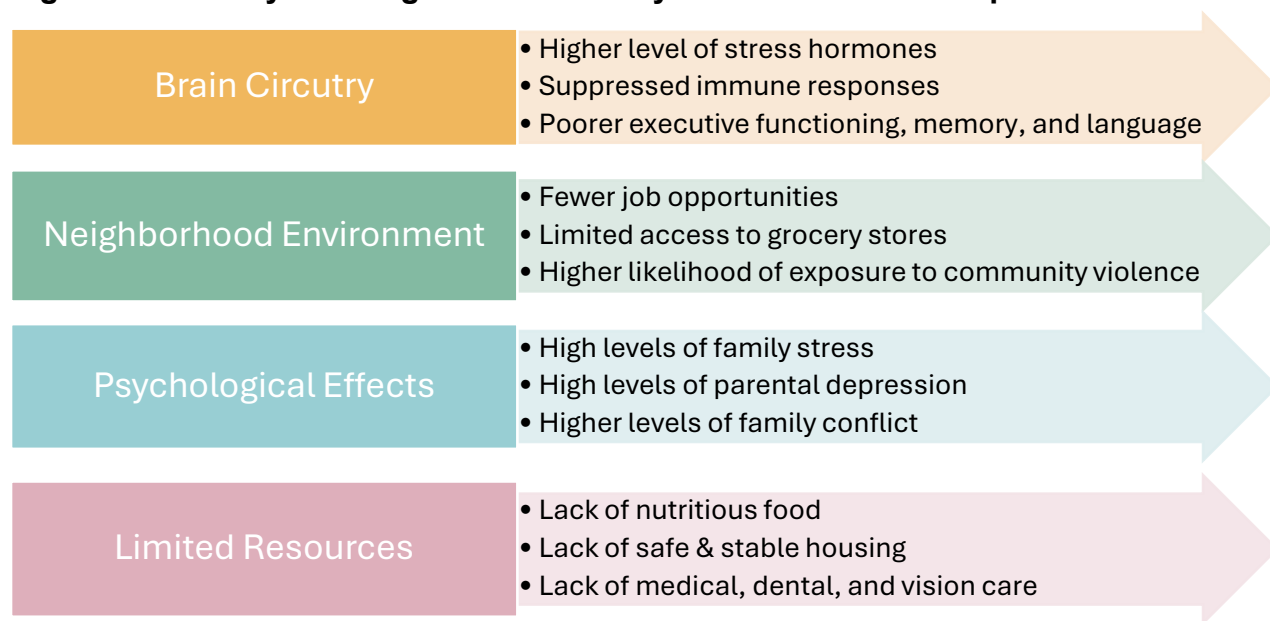 Brain Circutry
• Higher level of stress hormones
• Suppressed immune responses
• Poorer executive functioning, memory, and language
Neighborhood Environment
• Fewer job opportunities
• Limited access to grocery stores
• Higher likelihood of exposure to community violence
Psychological Effects
• High levels of family stress
• High levels of parental depression
• Higher levels of family conflict
Limited Resources
• Lack of nutritious food
• Lack of safe & stable housing
• Lack of medical, dental, and vision care